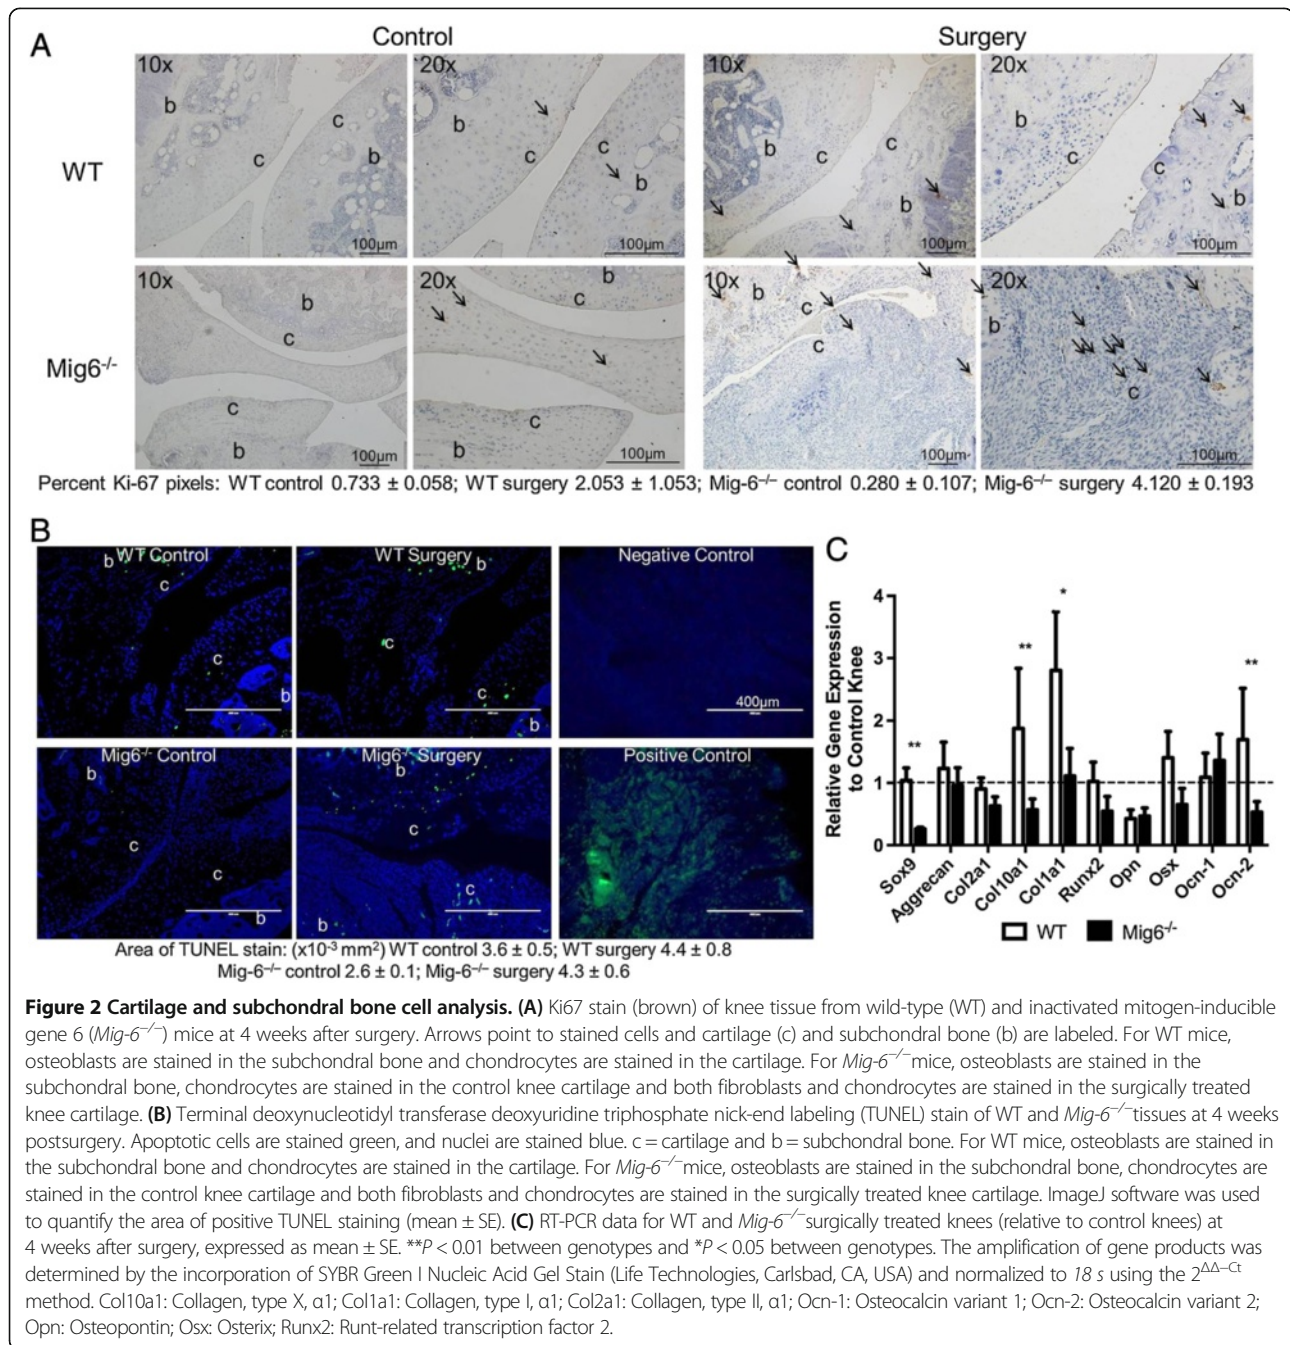 A
Control
Surgery
10x
b
c
c
b
100µm
20x
b
c
c
b
100µm
10x
b
c
c
b
100µm
20x
b
c
c
b
100µm
WT
10x
b
c
c
b
100µm
20x
b
c
c
b
100µm
10x
b
c
c
100µm
20x
b
c
100µm
Mig6-/-
Percent Ki-67 pixels: WT control 0.733 ± 0.058; WT surgery 2.053 ± 1.053; Mig-6−/− control 0.280 ± 0.107; Mig-6−/− surgery 4.120 ± 0.193
B
WT Control
b
c
c
b
WT Surgery
b
c
c
b
Negative Control
400µm
Mig6-/- Control
b
c
c
b
Mig6-/- Surgery
b
c
c
b
Positive Control
Area of TUNEL stain: (x10-3 mm2) WT control 3.6 ± 0.5; WT surgery 4.4 ± 0.8
Mig-6−/− control 2.6 ± 0.1; Mig-6−/− surgery 4.3 ± 0.6
C
Relative Gene Expression
to Control Knee
4
3
2
1
0
**
**
*
**
Sox9
Aggrecan
Col2a1
Col10a1
Col1a1
Runx2
Opn
Osx
Ocn-1
Ocn-2
WT
Mig6-/-
Figure 2 Cartilage and subchondral bone cell analysis. (A) Ki67 stain (brown) of knee tissue from wild-type (WT) and inactivated mitogen-inducible
gene 6 (Mig-6−/−) mice at 4 weeks after surgery. Arrows point to stained cells and cartilage (c) and subchondral bone (b) are labeled. For WT mice,
osteoblasts are stained in the subchondral bone and chondrocytes are stained in the cartilage. For Mig-6−/− mice, osteoblasts are stained in the
subchondral bone, chondrocytes are stained in the control knee cartilage and both fibroblasts and chondrocytes are stained in the surgically treated
knee cartilage. (B) Terminal deoxynucleotidyl transferase deoxyuridine triphosphate nick-end labeling (TUNEL) stain of WT and Mig-6−/− tissues at 4 weeks
postsurgery. Apoptotic cells are stained green, and nuclei are stained blue. c = cartilage and b = subchondral bone. For WT mice, osteoblasts are stained in
the subchondral bone and chondrocytes are stained in the cartilage. For Mig-6−/− mice, osteoblasts are stained in the subchondral bone, chondrocytes are
stained in the control knee cartilage and both fibroblasts and chondrocytes are stained in the surgically treated knee cartilage. ImageJ software was used
to quantify the area of positive TUNEL staining (mean ± SE). (C) RT-PCR data for WT and Mig-6−/− surgically treated knees (relative to control knees) at
4 weeks after surgery, expressed as mean ± SE. **P < 0.01 between genotypes and *P < 0.05 between genotypes. The amplification of gene products was
determined by the incorporation of SYBR Green I Nucleic Acid Gel Stain (Life Technologies, Carlsbad, CA, USA) and normalized to 18 s using the 2ΔΔ−Ct
method. Col10a1: Collagen, type X, α1; Col1a1: Collagen, type I, α1; Col2a1: Collagen, type II, α1; Ocn-1: Osteocalcin variant 1; Ocn-2: Osteocalcin variant 2;
Opn: Osteopontin; Osx: Osterix; Runx2: Runt-related transcription factor 2.